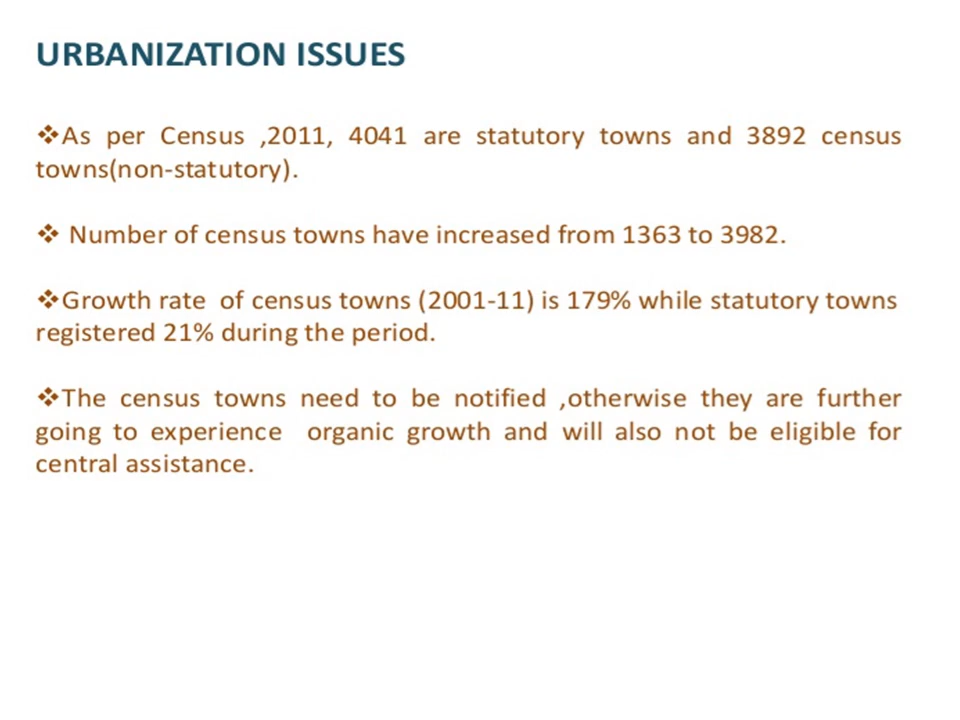 URBANIZATION ISSUES
❖As per Census ,2011, 4041 are statutory towns and 3892 census
towns(non-statutory).
❖ Number of census towns have increased from 1363 to 3982.
❖Growth rate of census towns (2001-11) is 179% while statutory towns
registered 21% during the period.
❖The census towns need to be notified ,otherwise they are further
going to experience organic growth and will also not be eligible for
central assistance.